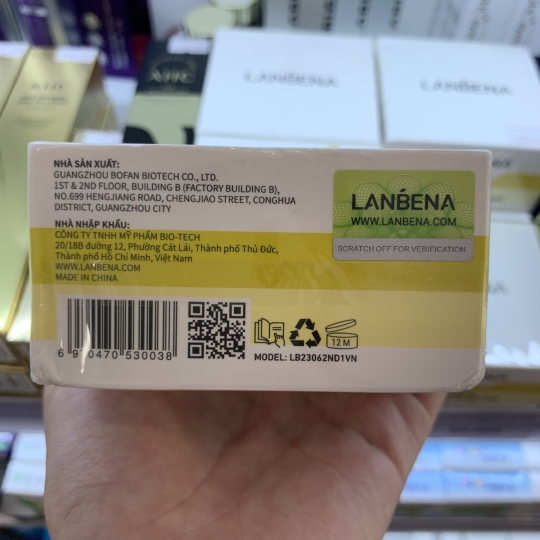 AHC
AHC
LANBENA
LANBENA
NHÀ SẢN XUẤT:
GUANGZHOU BOFAN BIOTECH CO., LTD.
1ST & 2ND FLOOR, BUILDING B (FACTORY BUILDING B),
NO.699 HENGJIANG ROAD, CHENGJIAO STREET, CONGHUA
DISTRICT, GUANGZHOU CITY
NHÀ NHẬP KHẨU:
CÔNG TY TNHH MỸ PHẨM BIO-TECH
20/18B đường 12, Phường Cát Lái, Thành phố Thủ Đức,
Thành phố Hồ Chí Minh, Việt Nam
WWW.LANBENA.COM
MADE IN CHINA
LANBENA
WWW.LANBENA.COM
SCRATCH OFF FOR VERIFICATION
6 970470 530038
12 M
MODEL: LB23062ND1VN